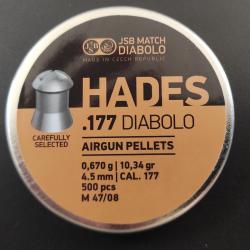 JSB MATCH
DIABOLO
MADE IN CZECH REPUBLIC
HADES
.177 DIABOLO
CAREFULLY
SELECTED
AIRGUN PELLETS
0,670 g | 10,34 gr
4.5 mm | CAL. 177
500 pcs
M 47/08